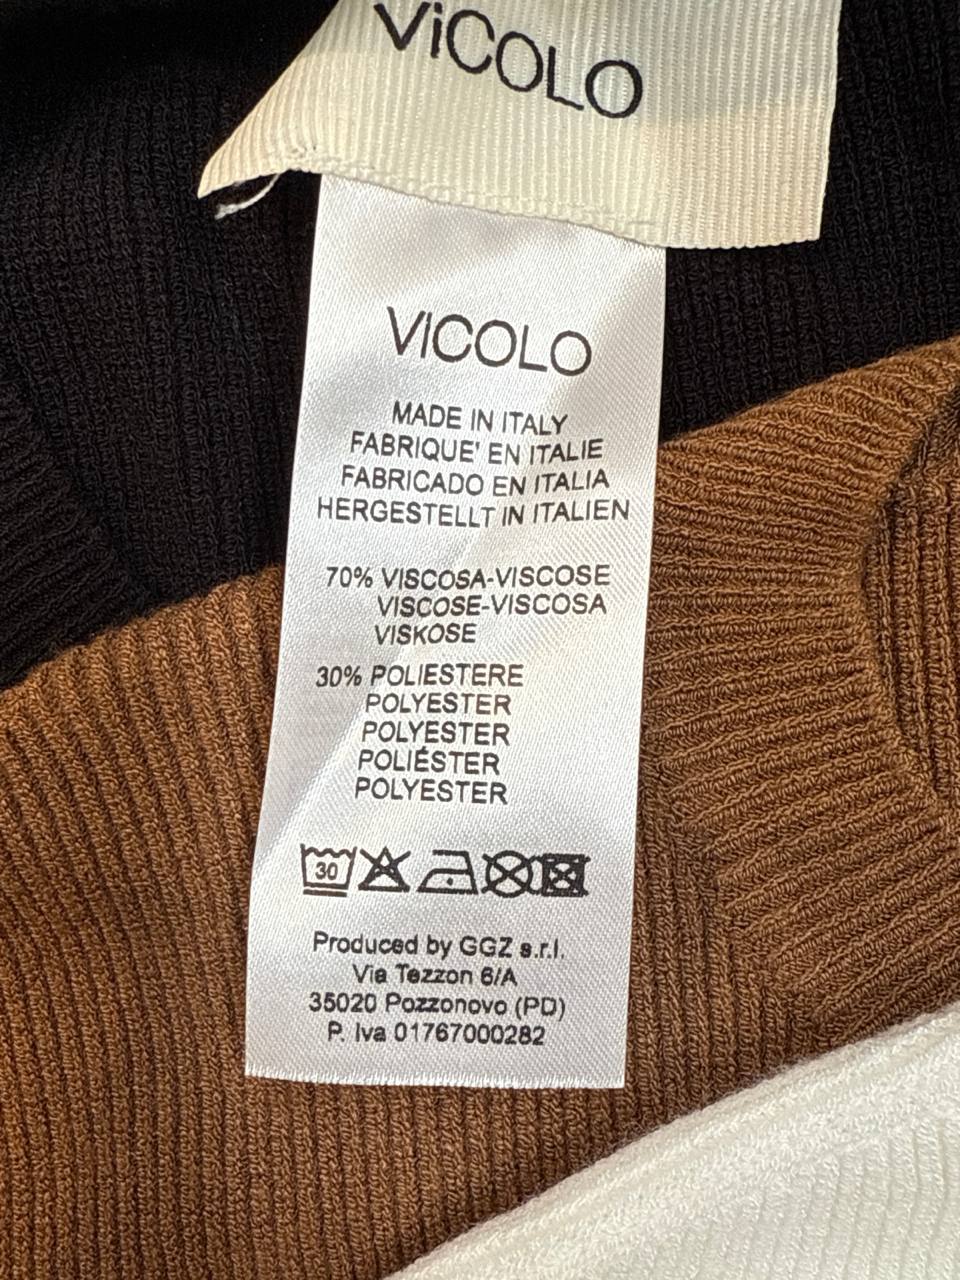 ViCOLO
VICOLO
MADE IN ITALY
FABRIQUE' EN ITALIE
FABRICADO EN ITALIA
HERGESTELLT IN ITALIEN
70% VISCOSA-VISCOSE
VISCOSE-VISCOSA
VISKOSE
30% POLIESTERE
POLYESTER
POLYESTER
POLIÉSTER
POLYESTER
30
Produced by GGZ s.r.l.
Via Tezzon 6/A
35020 Pozzonovo (PD)
P. Iva 01767000282